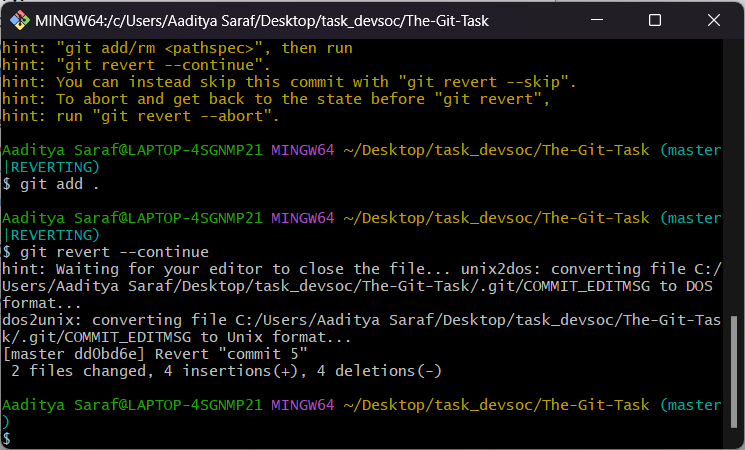 MINGW64:/c/Users/Aaditya Saraf/Desktop/task_devsoc/The-Git-Task
hint: "git add/rm <pathspec>", then run
hint: "git revert --continue".
hint: You can instead skip this commit with "git revert --skip".
hint: To abort and get back to the state before "git revert",
hint: run "git revert --abort".
Aaditya Saraf@LAPTOP-4SGNMP21 MINGW64 ~/Desktop/task_devsoc/The-Git-Task (master
|REVERTING)
$ git add .
Aaditya Saraf@LAPTOP-4SGNMP21 MINGW64 ~/Desktop/task_devsoc/The-Git-Task (master
|REVERTING)
$ git revert --continue
hint: Waiting for your editor to close the file... unix2dos: converting file C:/
Users/Aaditya Saraf/Desktop/task_devsoc/The-Git-Task/.git/COMMIT_EDITMSG to DOS
format...
dos2unix: converting file C:/Users/Aaditya Saraf/Desktop/task_devsoc/The-Git-Tas
k/.git/COMMIT_EDITMSG to Unix format...
[master dd0bd6e] Revert "commit 5"
2 files changed, 4 insertions(+), 4 deletions(-)
Aaditya Saraf@LAPTOP-4SGNMP21 MINGW64 ~/Desktop/task_devsoc/The-Git-Task (master
)
$